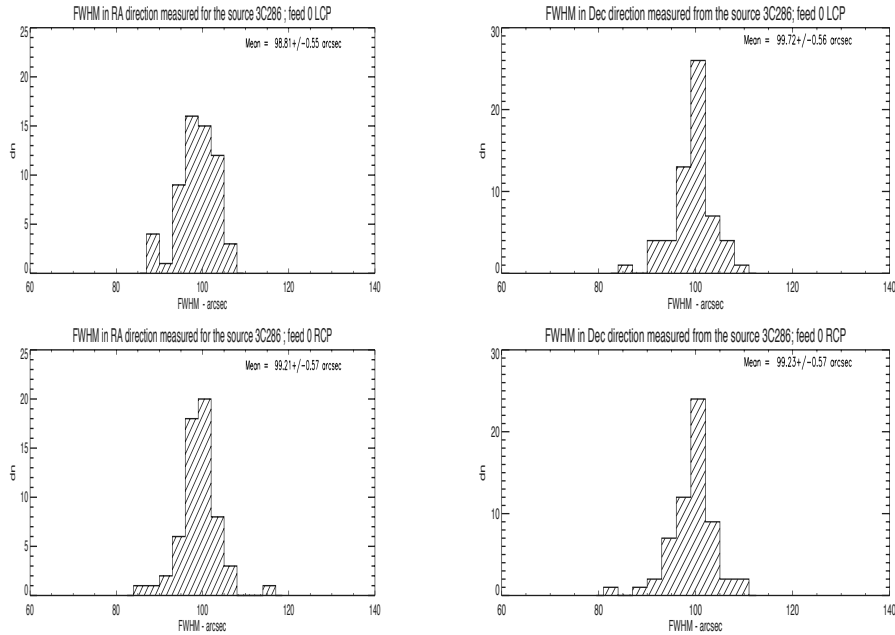 FWHM in RA direction measured for the source 3C286 ; feed 0 LCP
Mean = 98.81+/-0.55 arcsec
25
20
15
10
5
0
dn
60 80 100 120 140
FWHM - arcsec
FWHM in Dec direction measured from the source 3C286; feed 0 LCP
Mean = 99.72+/-0.56 arcsec
30
20
10
0
dn
60 80 100 120 140
FWHM - arcsec
FWHM in RA direction measured for the source 3C286 ; feed 0 RCP
Mean = 99.21+/-0.57 arcsec
25
20
15
10
5
0
dn
60 80 100 120 140
FWHM - arcsec
FWHM in Dec direction measured from the source 3C286; feed 0 RCP
Mean = 99.23+/-0.57 arcsec
30
20
10
0
dn
60 80 100 120 140
FWHM - arcsec